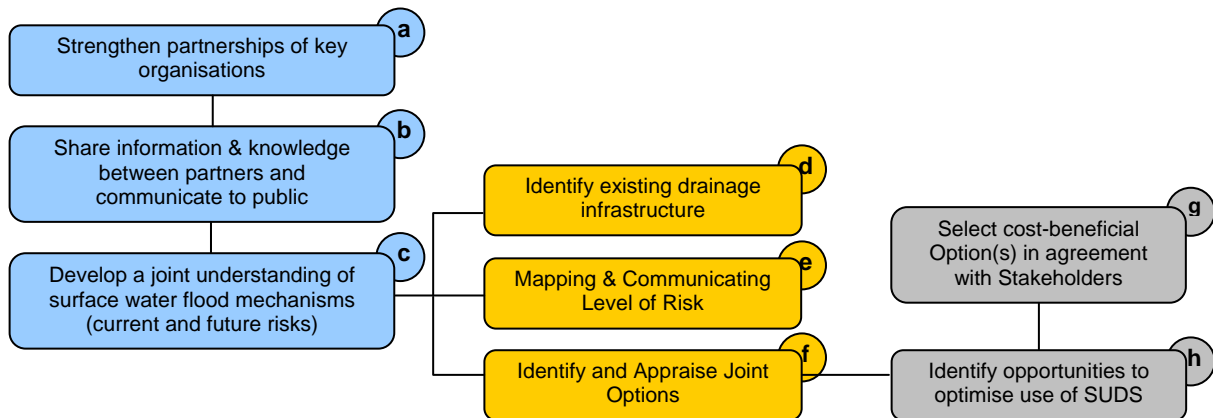 a
Strengthen partnerships of key
organisations
b
Share information & knowledge
between partners and
communicate to public
c
Develop a joint understanding of
surface water flood mechanisms
(current and future risks)
d
Identify existing drainage
infrastructure
e
Mapping & Communicating
Level of Risk
f
Identify and Appraise Joint
Options
g
Select cost-beneficial
Option(s) in agreement
with Stakeholders
h
Identify opportunities to
optimise use of SUDS